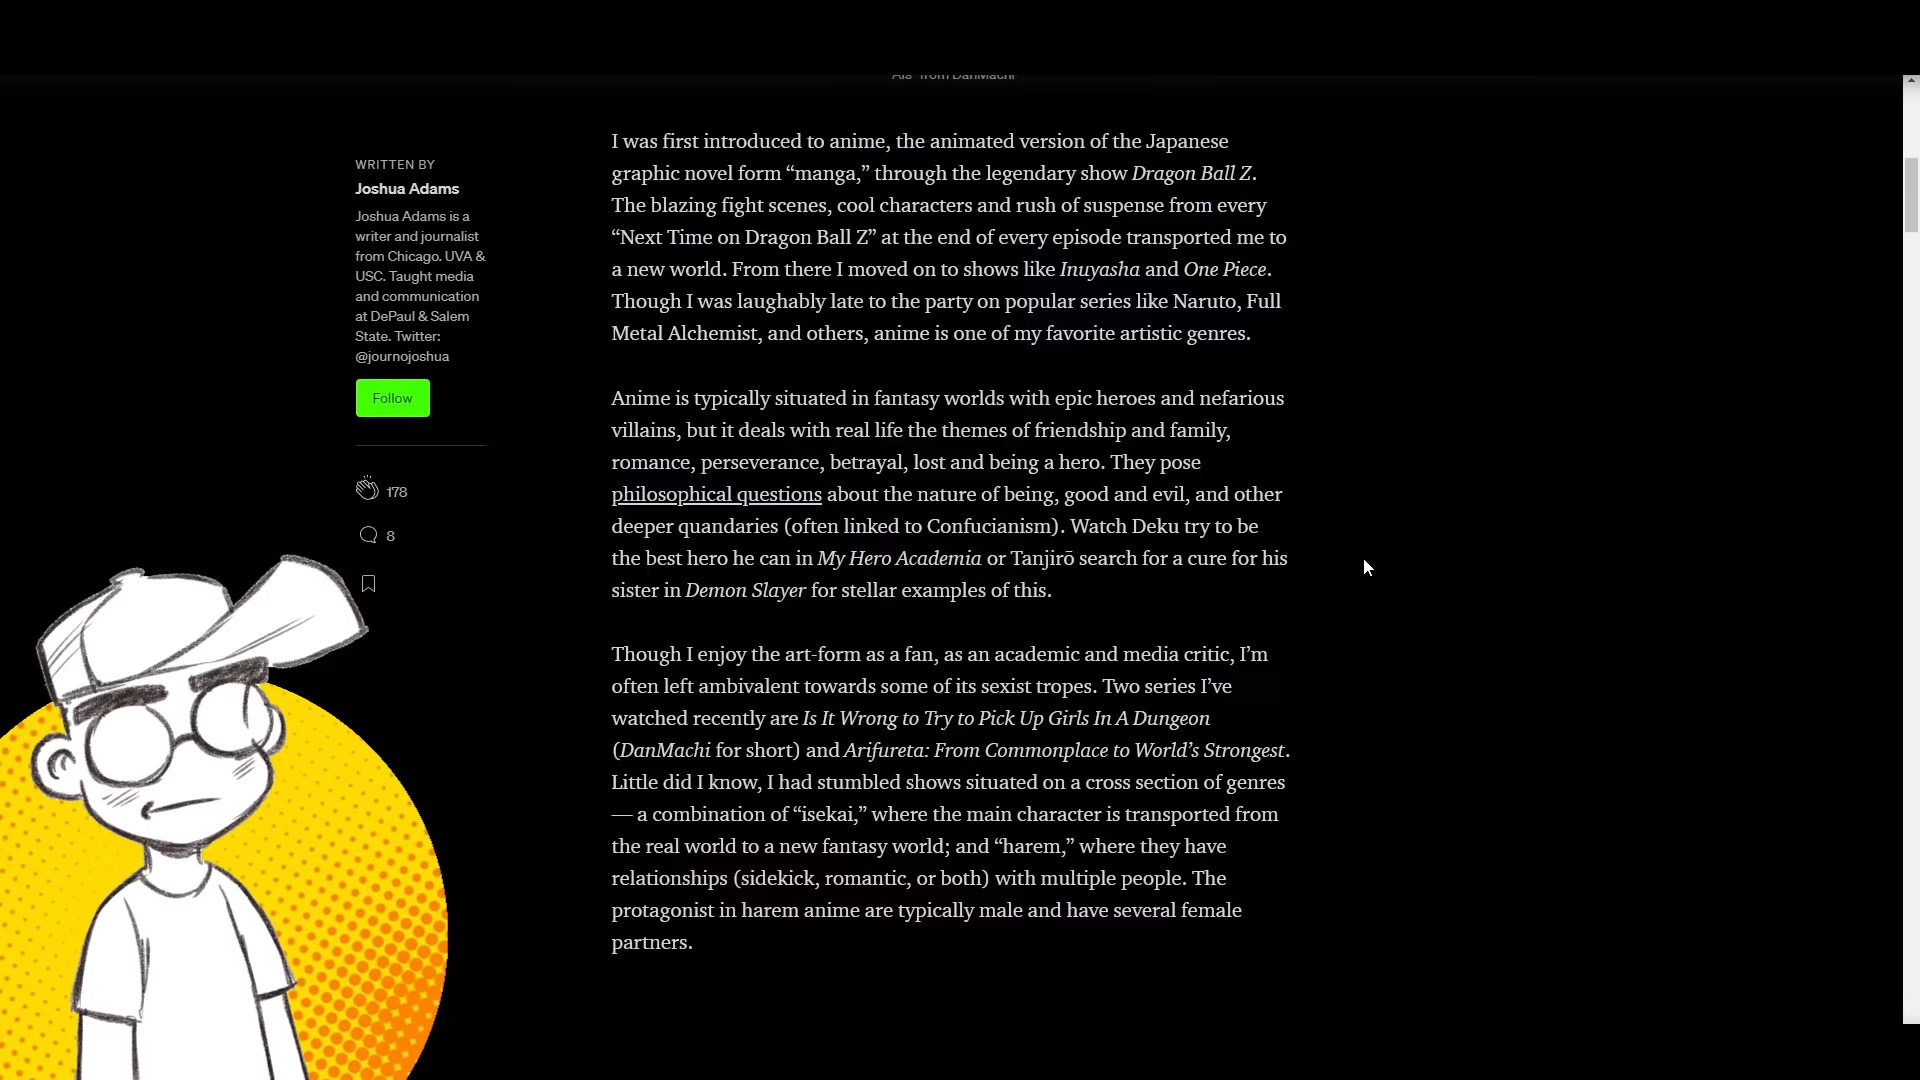 Ais from DanMachi
WRITTEN BY
Joshua Adams
Joshua Adams is a
writer and journalist
from Chicago. UVA &
USC. Taught media
and communication
at DePaul & Salem
State. Twitter:
@journojoshua
Follow
178
8
I was first introduced to anime, the animated version of the Japanese
graphic novel form “manga,” through the legendary show Dragon Ball Z.
The blazing fight scenes, cool characters and rush of suspense from every
“Next Time on Dragon Ball Z” at the end of every episode transported me to
a new world. From there I moved on to shows like Inuyasha and One Piece.
Though I was laughably late to the party on popular series like Naruto, Full
Metal Alchemist, and others, anime is one of my favorite artistic genres.
Anime is typically situated in fantasy worlds with epic heroes and nefarious
villains, but it deals with real life the themes of friendship and family,
romance, perseverance, betrayal, lost and being a hero. They pose
philosophical questions about the nature of being, good and evil, and other
deeper quandaries (often linked to Confucianism). Watch Deku try to be
the best hero he can in My Hero Academia or Tanjirō search for a cure for his
sister in Demon Slayer for stellar examples of this.
Though I enjoy the art-form as a fan, as an academic and media critic, I’m
often left ambivalent towards some of its sexist tropes. Two series I’ve
watched recently are Is It Wrong to Try to Pick Up Girls In A Dungeon
(DanMachi for short) and Arifureta: From Commonplace to World’s Strongest.
Little did I know, I had stumbled shows situated on a cross section of genres
— a combination of “isekai,” where the main character is transported from
the real world to a new fantasy world; and “harem,” where they have
relationships (sidekick, romantic, or both) with multiple people. The
protagonist in harem anime are typically male and have several female
partners.